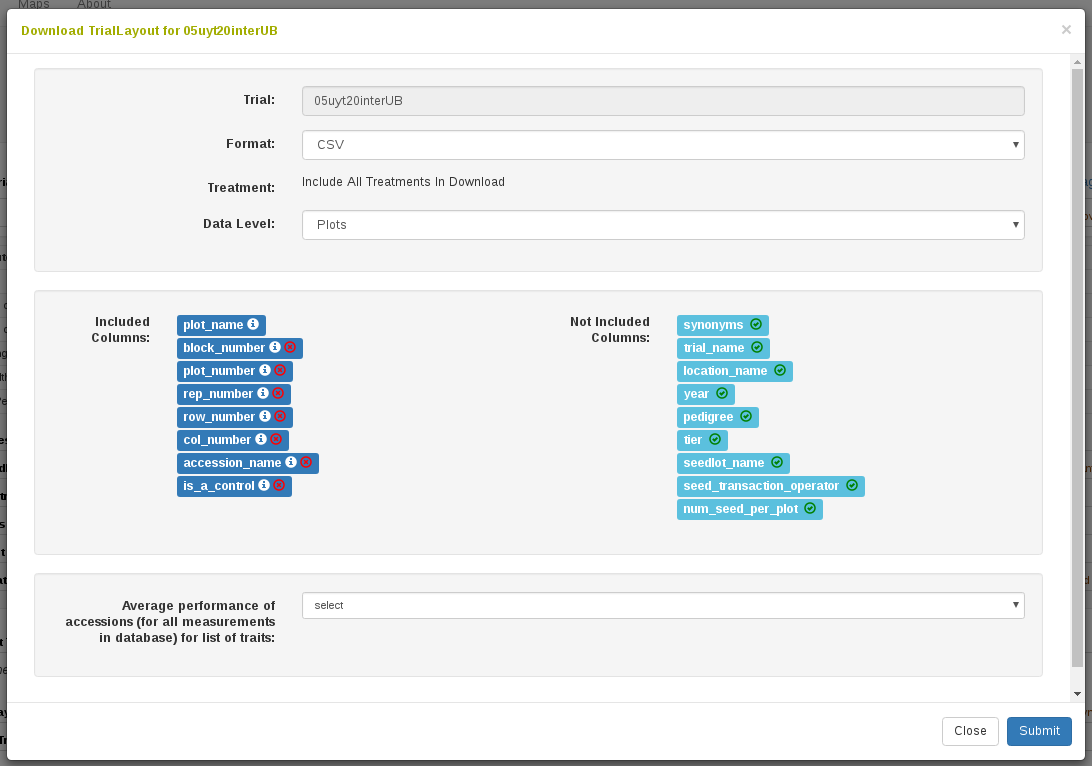 Maps About
Download TrialLayout for 05uyt20interUB
×
Trial: 05uyt20interUB
Format: CSV
Treatment: Include All Treatments In Download
Data Level: Plots
Included
Columns:
plot_name
block_number
plot_number
rep_number
row_number
col_number
accession_name
is_a_control
Not Included
Columns:
synonyms
trial_name
location_name
year
pedigree
tier
seedlot_name
seed_transaction_operator
num_seed_per_plot
Average performance of
accessions (for all measurements
in database) for list of traits:
select
Close Submit